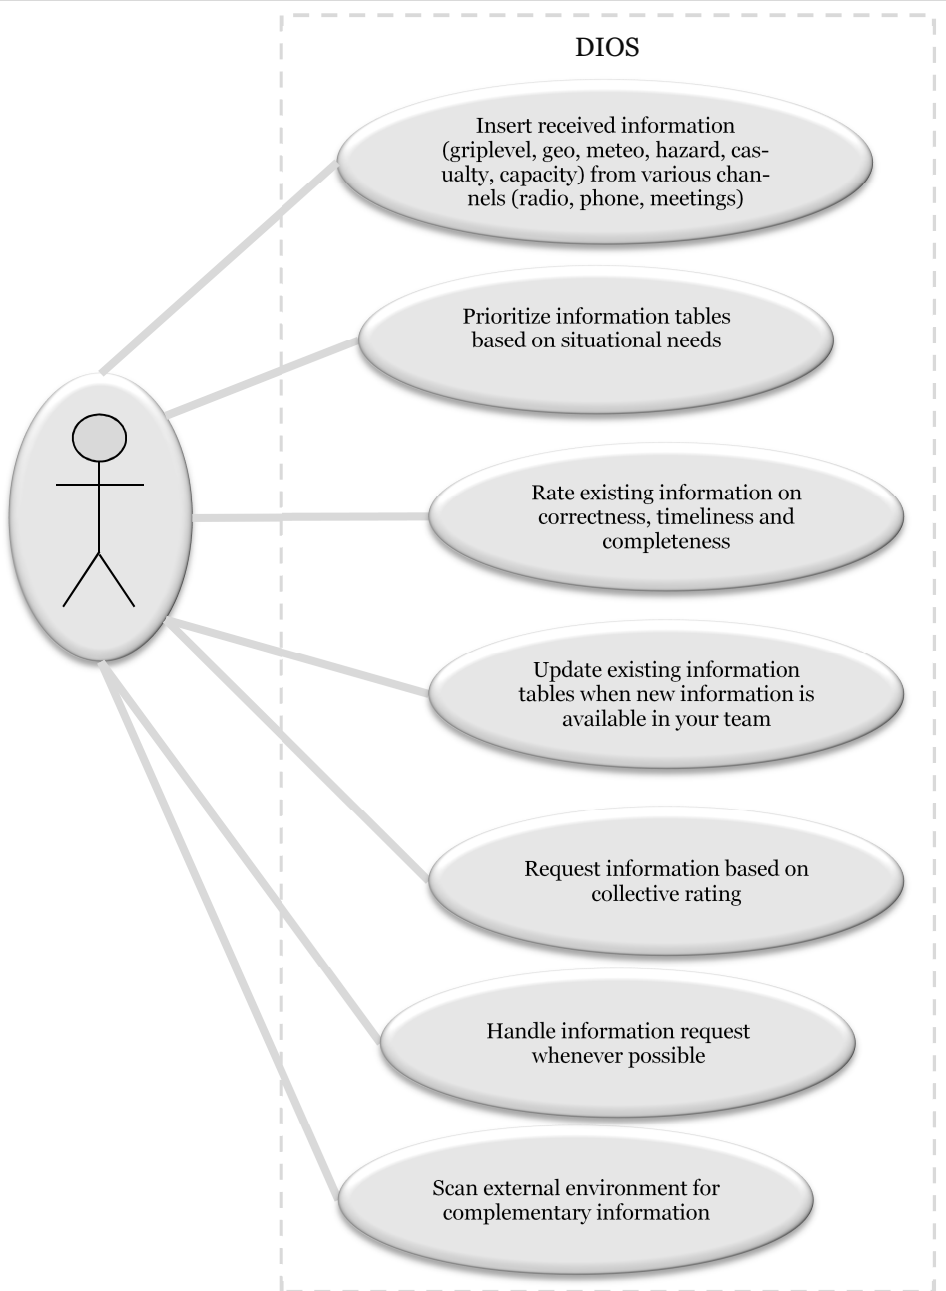 DIOS
Insert received information
(griplevel, geo, meteo, hazard, cas-
ualty, capacity) from various chan-
nels (radio, phone, meetings)
Prioritize information tables
based on situational needs
Rate existing information on
correctness, timeliness and
completeness
Update existing information
tables when new information is
available in your team
Request information based on
collective rating
Handle information request
whenever possible
Scan external environment for
complementary information